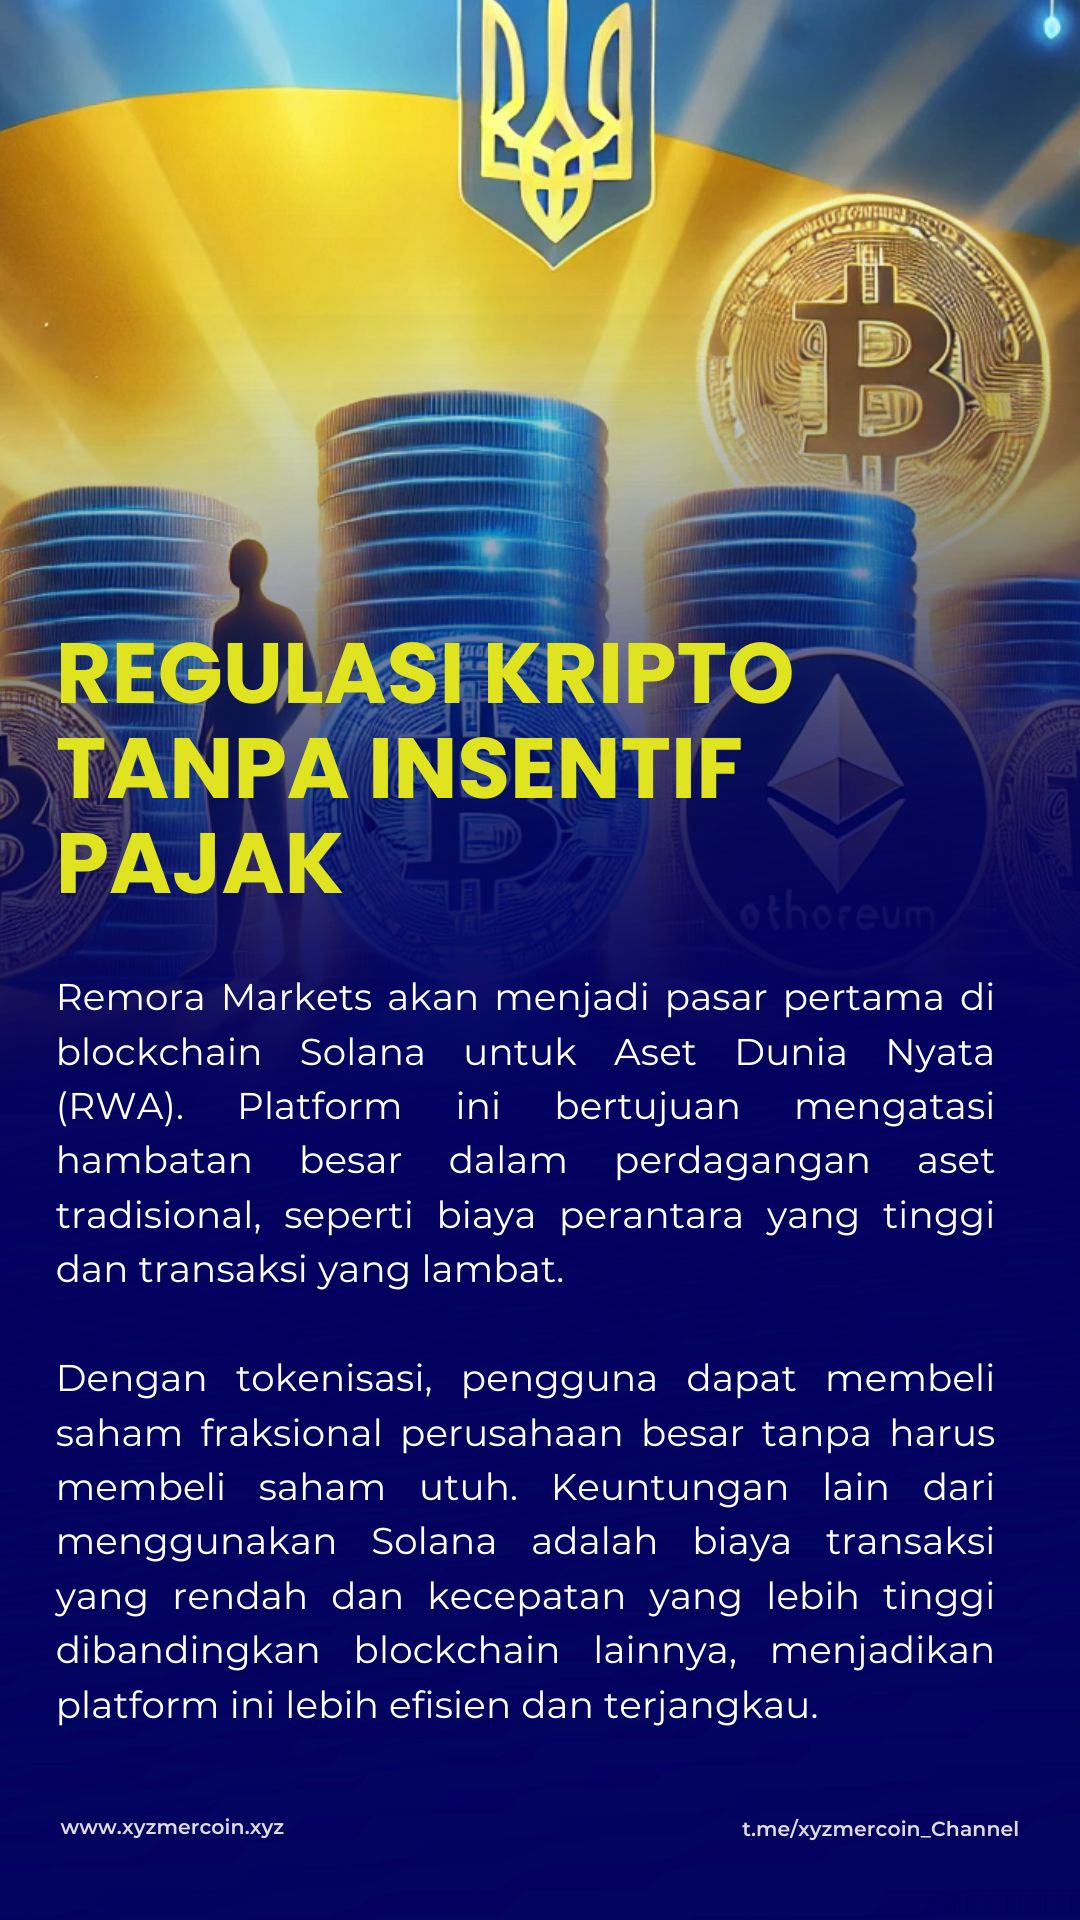 REGULASI KRIPTO
TANPA INSENTIF
PAJAK
othoreum
Remora Markets akan menjadi pasar pertama di
blockchain Solana untuk Aset Dunia Nyata
(RWA). Platform ini bertujuan mengatasi
hambatan besar dalam perdagangan aset
tradisional, seperti biaya perantara yang tinggi
dan transaksi yang lambat.
Dengan tokenisasi, pengguna dapat membeli
saham fraksional perusahaan besar tanpa harus
membeli saham utuh. Keuntungan lain dari
menggunakan Solana adalah biaya transaksi
yang rendah dan kecepatan yang lebih tinggi
dibandingkan blockchain lainnya, menjadikan
platform ini lebih efisien dan terjangkau.
www.xyzmercoin.xyz
t.me/xyzmercoin_Channel